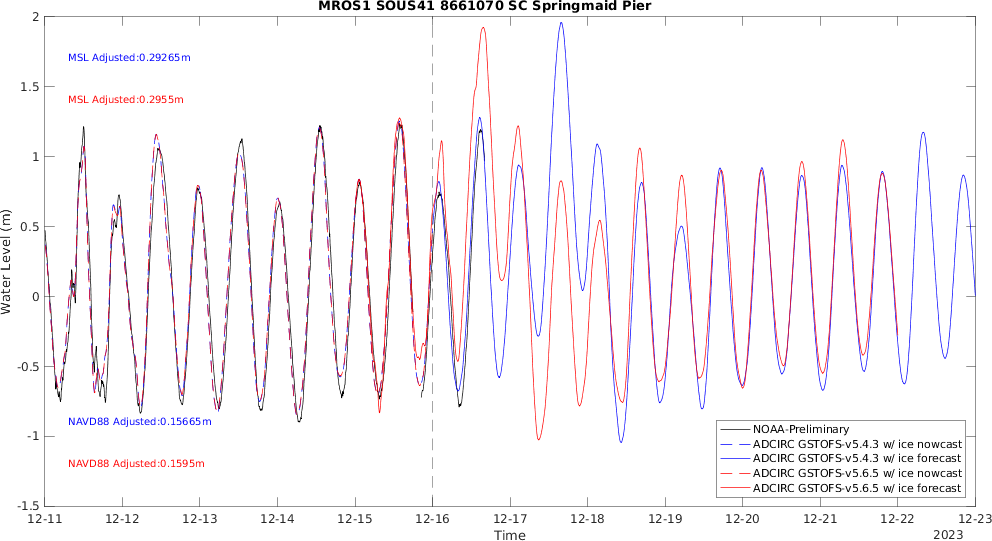 MROS1 SOUS41 8661070 SC Springmaid Pier
2
1.5
1
0.5
0
-0.5
-1
-1.5
Water Level (m)
MSL Adjusted:0.29265m
MSL Adjusted:0.2955m
NAVD88 Adjusted:0.15665m
NAVD88 Adjusted:0.1595m
NOAA-Preliminary
ADCIRC GSTOFS-v5.4.3 w/ ice nowcast
ADCIRC GSTOFS-v5.4.3 w/ ice forecast
ADCIRC GSTOFS-v5.6.5 w/ ice nowcast
ADCIRC GSTOFS-v5.6.5 w/ ice forecast
12-11 12-12 12-13 12-14 12-15 12-16 12-17 12-18 12-19 12-20 12-21 12-22 12-23
Time
2023